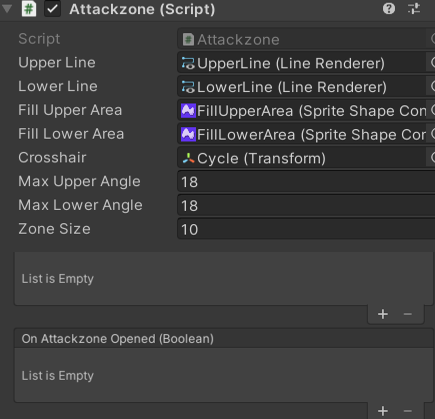 Attackzone (Script)
Script Attackzone
Upper Line UpperLine (Line Renderer)
Lower Line LowerLine (Line Renderer)
Fill Upper Area FillUpperArea (Sprite Shape Con
Fill Lower Area FillLowerArea (Sprite Shape Con
Crosshair Cycle (Transform)
Max Upper Angle 18
Max Lower Angle 18
Zone Size 10
List is Empty
+ −
On Attackzone Opened (Boolean)
List is Empty
+ −